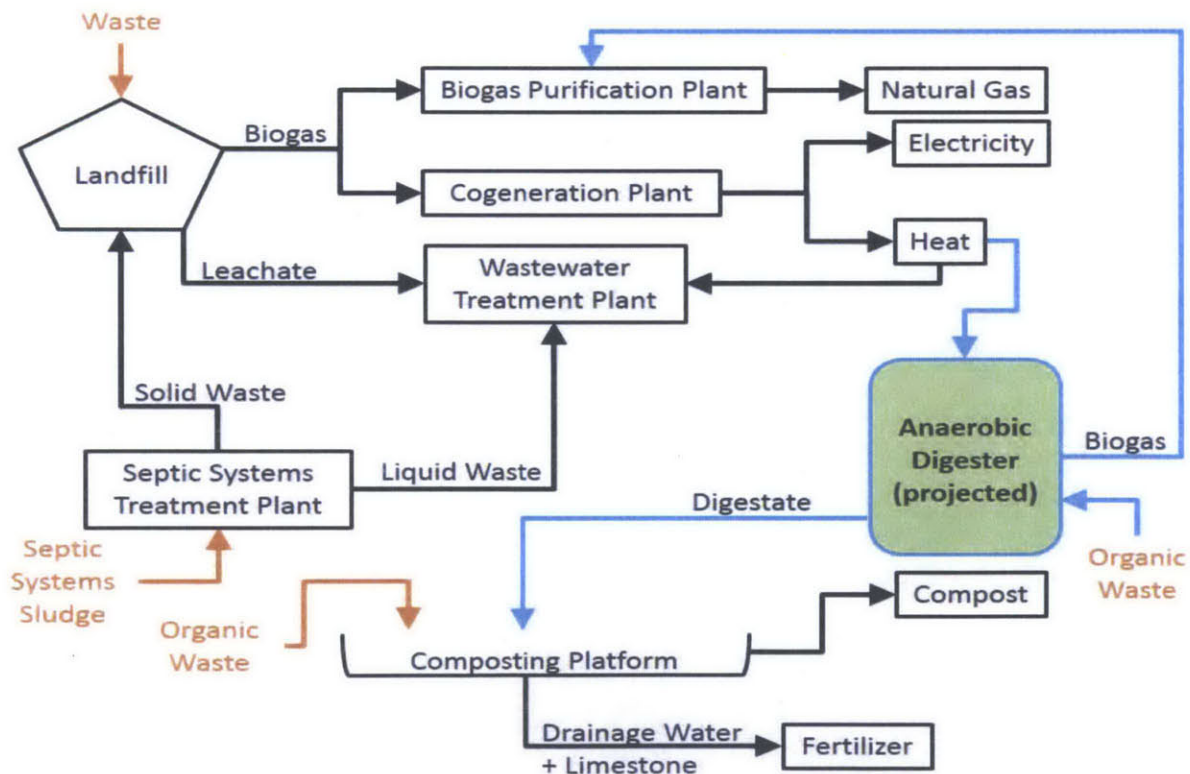 Waste
Biogas Purification Plant
Natural Gas
Biogas
Electricity
Landfill
Cogeneration Plant
Heat
Leachate
Wastewater
Treatment Plant
Solid Waste
Anaerobic
Digester
(projected)
Biogas
Septic Systems
Treatment Plant
Liquid Waste
Digestate
Septic
Systems
Sludge
Organic
Waste
Organic
Waste
Compost
Composting Platform
Drainage Water
+ Limestone
Fertilizer